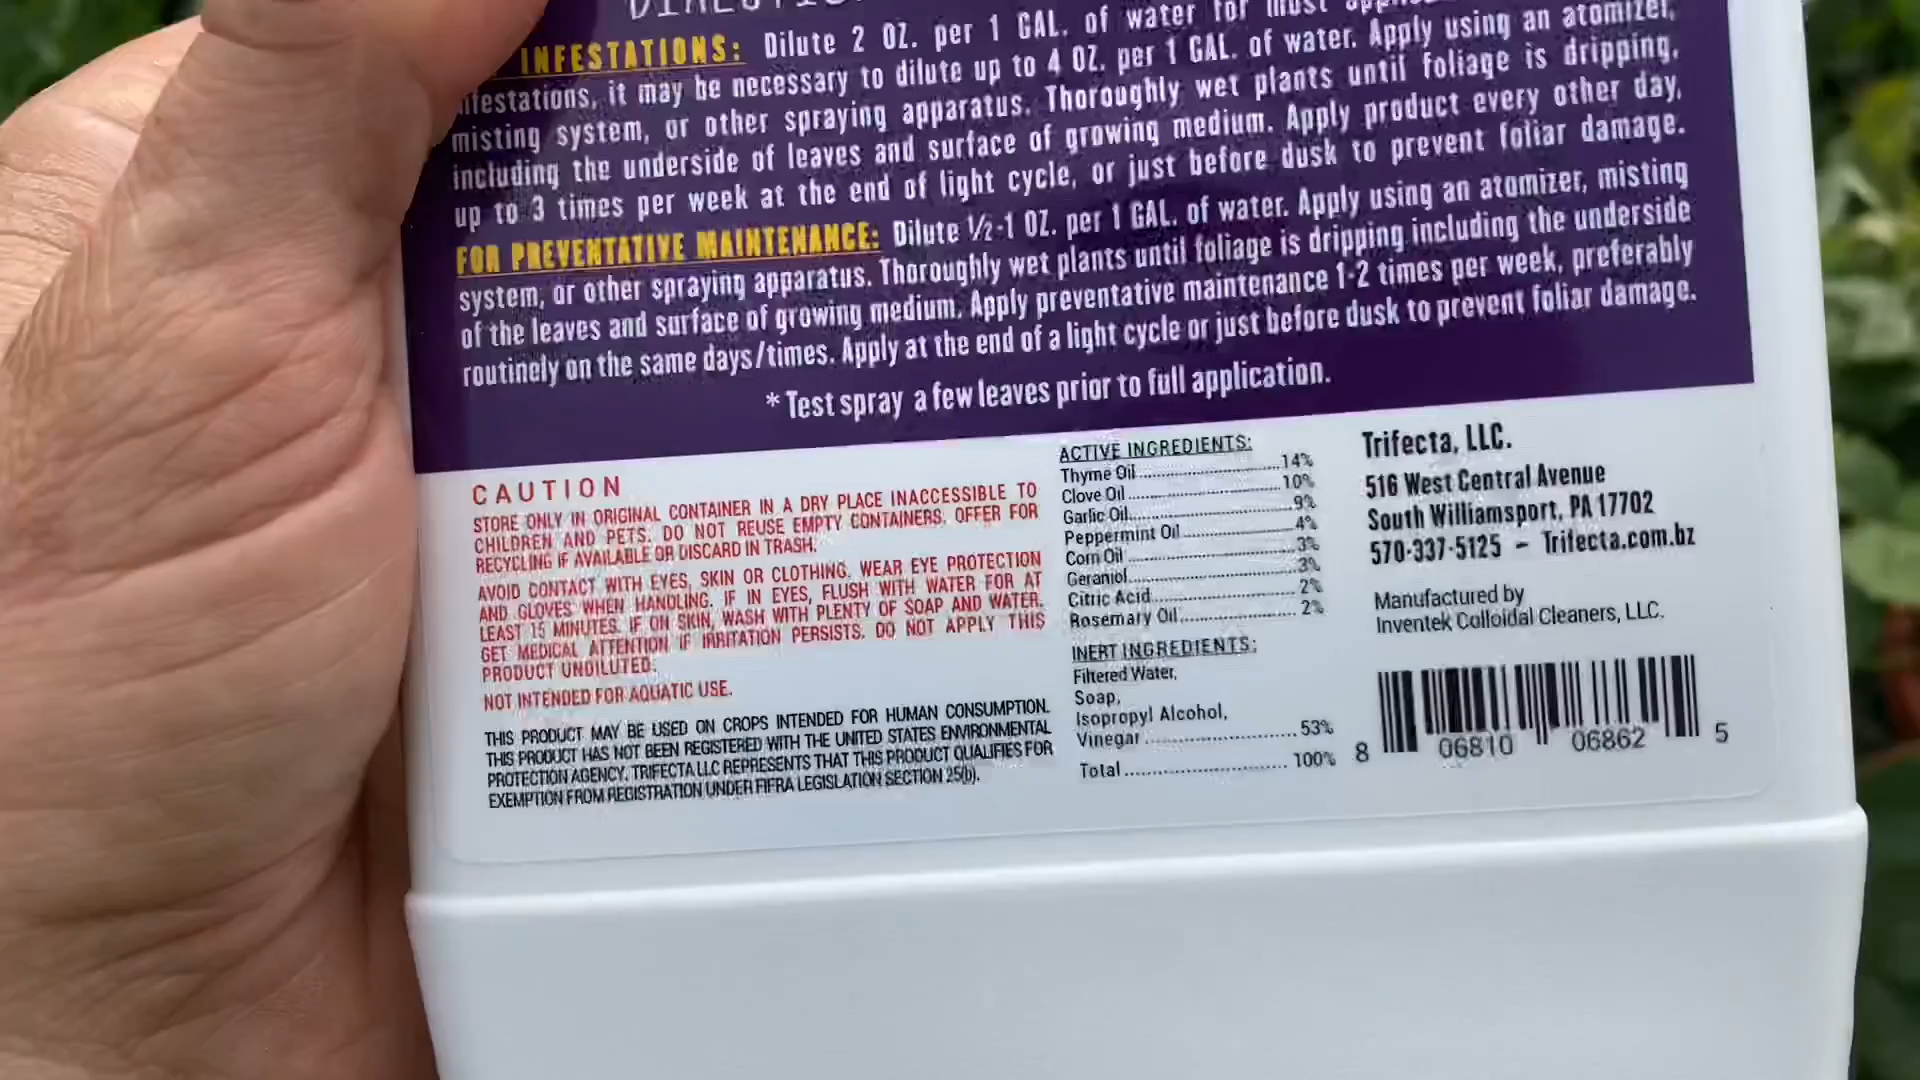 INFESTATIONS: Dilute 2 OZ. per 1 GAL. of water for most
it may be necessary to dilute up to 4 OZ. per 1 GAL. of water. Apply using an atomizer,
misting system, or other spraying apparatus. Thoroughly wet plants until foliage is dripping,
including the underside of leaves and surface of growing medium. Apply product every other day,
up to 3 times per week at the end of light cycle, or just before dusk to prevent foliar damage.
FOR PREVENTATIVE MAINTENANCE: Dilute 1/2-1 OZ. per 1 GAL. of water. Apply using an atomizer, misting
system, or other spraying apparatus. Thoroughly wet plants until foliage is dripping including the underside
of the leaves and surface of growing medium. Apply preventative maintenance 1-2 times per week, preferably
routinely on the same days/times. Apply at the end of a light cycle or just before dusk to prevent foliar damage.
* Test spray a few leaves prior to full application.
CAUTION
STORE ONLY IN ORIGINAL CONTAINER IN A DRY PLACE INACCESSIBLE TO
CHILDREN AND PETS. DO NOT REUSE EMPTY CONTAINERS, OFFER FOR
RECYCLING IF AVAILABLE OR DISCARD IN TRASH.
AVOID CONTACT WITH EYES, SKIN OR CLOTHING. WEAR EYE PROTECTION
AND GLOVES WHEN HANDLING. IF IN EYES, FLUSH WITH WATER FOR AT
LEAST 15 MINUTES. IF ON SKIN, WASH WITH PLENTY OF SOAP AND WATER.
GET MEDICAL ATTENTION IF IRRITATION PERSISTS. DO NOT APPLY THIS
PRODUCT UNDILUTED.
NOT INTENDED FOR AQUATIC USE.
THIS PRODUCT MAY BE USED ON CROPS INTENDED FOR HUMAN CONSUMPTION.
THIS PRODUCT HAS NOT BEEN REGISTERED WITH THE UNITED STATES ENVIRONMENTAL
PROTECTION AGENCY. TRIFECTA LLC REPRESENTS THAT THIS PRODUCT QUALIFIES FOR
EXEMPTION FROM REGISTRATION UNDER FIFRA LEGISLATION SECTION 25(b).
ACTIVE INGREDIENTS:
Thyme Oil 14%
Clove Oil 10%
Garlic Oil 9%
Peppermint Oil 4%
Corn Oil 3%
Geraniol 3%
Citric Acid 2%
Rosemary Oil 2%
INERT INGREDIENTS:
Filtered Water,
Soap,
Isopropyl Alcohol,
Vinegar 53%
Total 100%
Trifecta, LLC.
516 West Central Avenue
South Williamsport, PA 17702
570-337-5125 - Trifecta.com.bz
Manufactured by
Inventek Colloidal Cleaners, LLC.
8 06810 06862 5